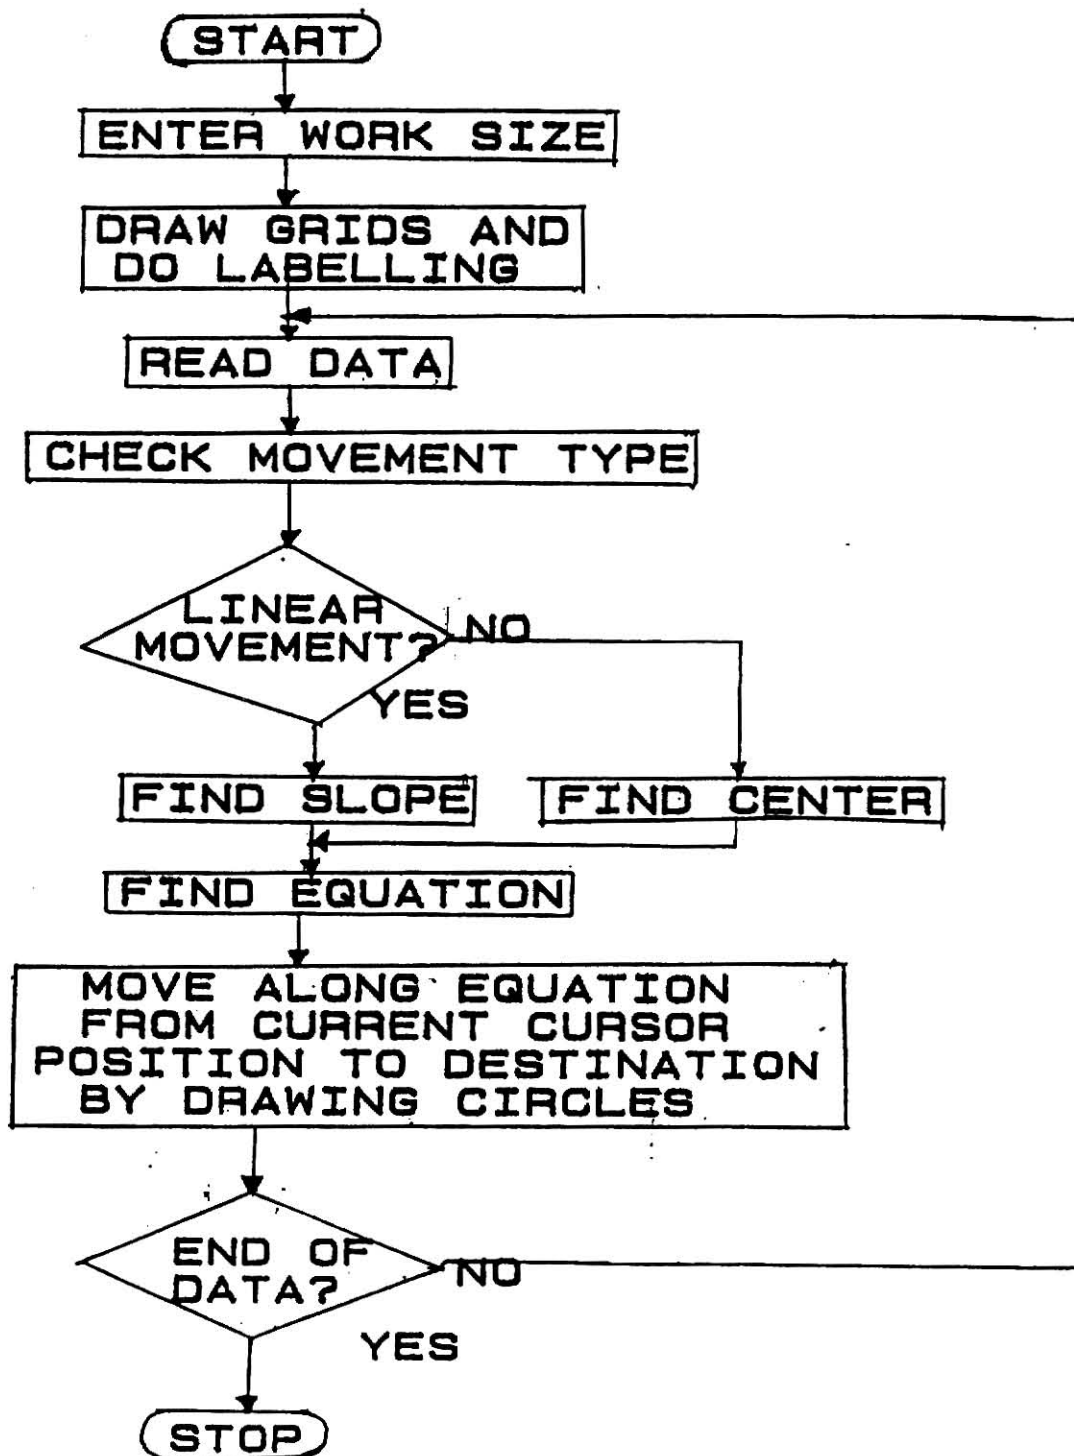 START
ENTER WORK SIZE
DRAW GRIDS AND
DO LABELLING
READ DATA
CHECK MOVEMENT TYPE
LINEAR
MOVEMENT?
NO
YES
FIND SLOPE
FIND CENTER
FIND EQUATION
MOVE ALONG EQUATION
FROM CURRENT CURSOR
POSITION TO DESTINATION
BY DRAWING CIRCLES
END OF
DATA?
NO
YES
STOP